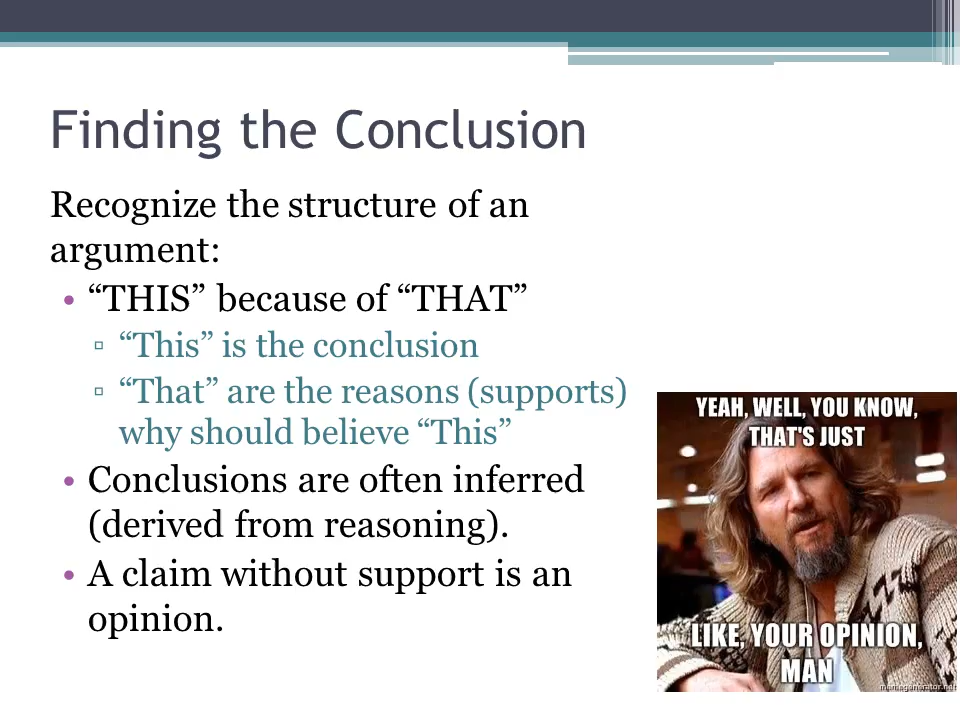 Finding the Conclusion
Recognize the structure of an
argument:
• “THIS” because of “THAT”
▫ “This” is the conclusion
▫ “That” are the reasons (supports)
why should believe “This”
• Conclusions are often inferred
(derived from reasoning).
• A claim without support is an
opinion.
YEAH, WELL, YOU KNOW,
THAT'S JUST
LIKE, YOUR OPINION,
MAN
memegenerator.net